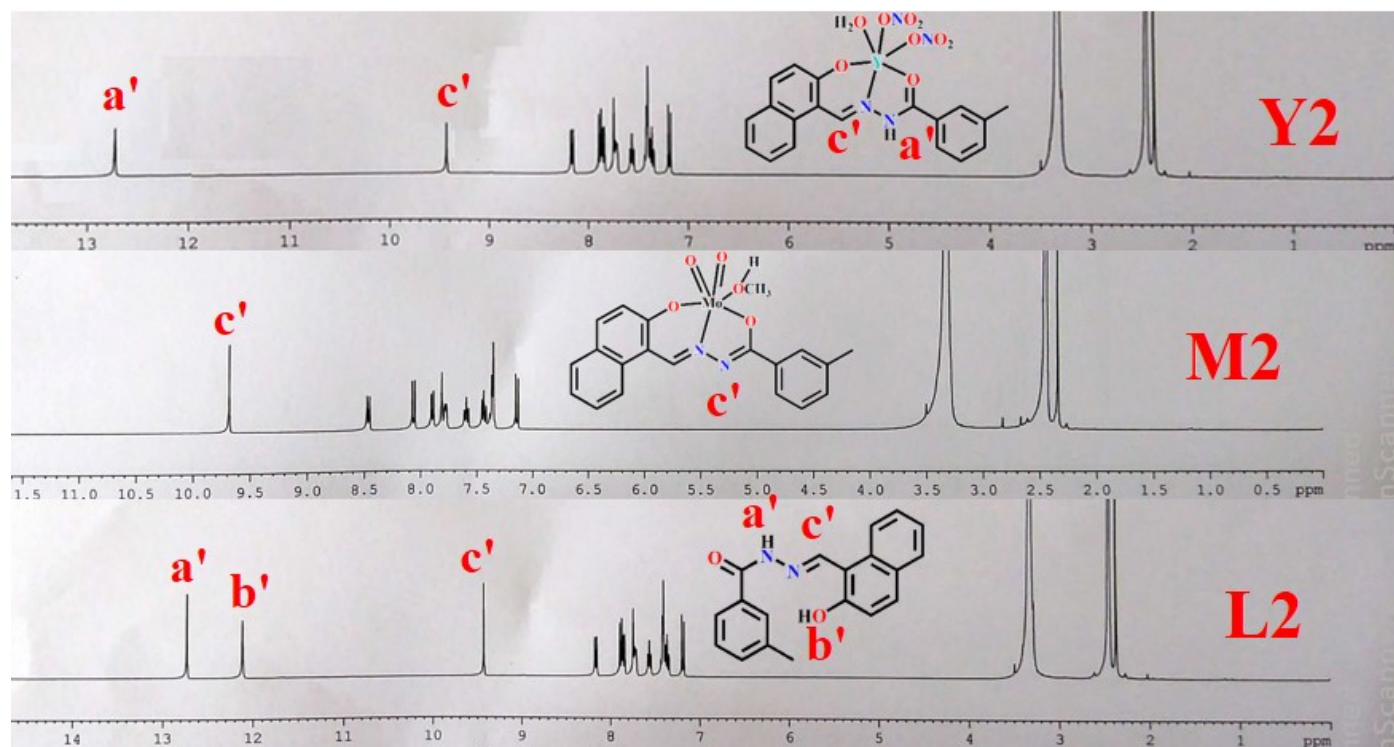 H₂O ONO₂
ONO₂
O Y O
N N
H
a' c' c' a' Y2
13 12 11 10 9 8 7 6 5 4 3 2 1 ppm
O O H
OCH₃
O Mo O
N N
c' c' M2
1.5 11.0 10.5 10.0 9.5 9.0 8.5 8.0 7.5 7.0 6.5 6.0 5.5 5.0 4.5 4.0 3.5 3.0 2.5 2.0 1.5 1.0 0.5 ppm
a' b' c' a' c'
H
O N N
HO
b' L2
14 13 12 11 10 9 8 7 6 5 4 3 2 1 ppm